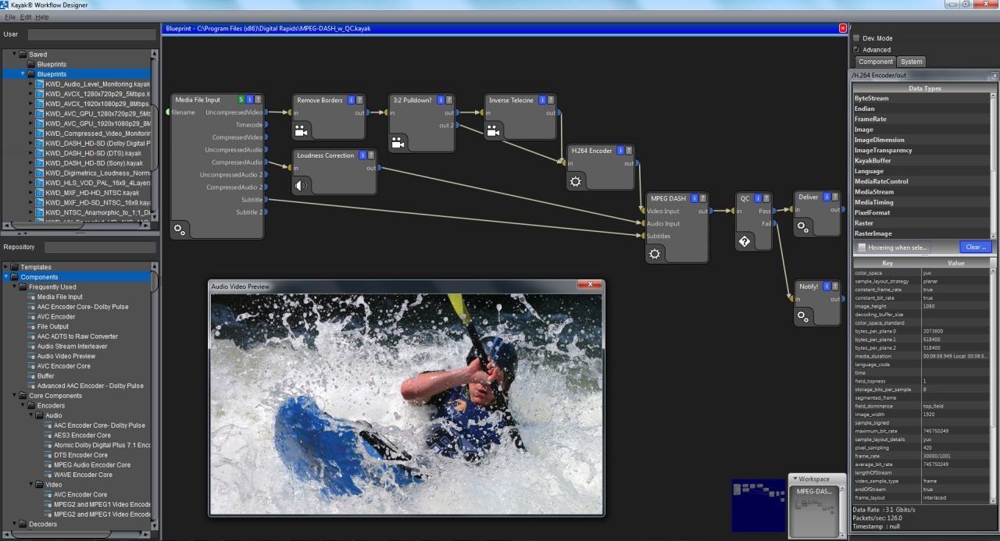 Kayak® Workflow Designer
File Edit Help
User
Saved
Blueprints
Blueprints
KWD_Audio_Level_Monitoring.kayak
KWD_AVCX_1280x720p29_5Mbps.k
KWD_AVCX_1920x1080p29_8Mbps.
KWD_AVC_GPU_1280x720p29_5Mb
KWD_AVC_GPU_1920x1080p29_8M
KWD_Compressed_Video_Monitorin
KWD_DASH_HD-SD (Dolby Digital P
KWD_DASH_HD-SD (DTS).kayak
KWD_DASH_HD-SD (Sony).kayak
KWD_Digimetrics_Loudness_Norma
KWD_HLS_VOD_PAL_16x9_4Layers
KWD_MXF_HD-HD_NTSC.kayak
KWD_MXF_HD-SD_NTSC_16x9.kaya
KWD_NTSC_Anamorphic_to_1:1_Di
Repository
Templates
Components
Frequently Used
Media File Input
AAC Encoder Core- Dolby Pulse
AVC Encoder
File Output
AAC ADTS to Raw Converter
Audio Stream Interleaver
Audio Video Preview
AVC Encoder Core
Buffer
Advanced AAC Encoder - Dolby Pulse
Core Components
Encoders
Audio
AAC Encoder Core- Dolby Pulse
AES3 Encoder Core
Atomic Dolby Digital Plus 7.1 Enco
DTS Encoder Core
MPEG Audio Encoder Core
WAVE Encoder Core
Video
AVC Encoder Core
MPEG2 and MPEG1 Video Encode
MPEG2 and MPEG1 Video Encode
Decoders
Blueprint - C:\Program Files (x86)\Digital Rapids\MPEG-DASH_w_QC.kayak
Media File Input S i ?
filename UncompressedVideo
Timecode
CompressedVideo
UncompressedAudio
CompressedAudio
UncompressedAudio 2
CompressedAudio 2
Subtitle
Subtitle 2
Remove Borders i ?
in out
Loudness Correction i ?
in out
3:2 Pulldown? i ?
in out
out 2
Inverse Telecine i ?
in out
H264 Encoder i ?
in out
MPEG DASH i ?
Video Input out
Audio Input
Subtitles
QC i ?
in Pass
Fail
Deliver i ?
in out
Notify! i ?
in out
Audio Video Preview
Workspace
MPEG-DAS...
Dev. Mode
Advanced
Component System
/H.264 Encoder/out
Data Types
ByteStream
Endian
FrameRate
Image
ImageDimension
ImageTransparency
KayakBuffer
Language
MediaRateControl
MediaStream
MediaTiming
PixelFormat
Raster
RasterImage
Hovering when sele... Clear ...
Key Value
color_space yuv
sample_layout_strategy planar
constant_frame_rate true
constant_bit_rate true
image_height 1080
decoding_buffer_size
color_space_standard
bytes_per_plane.0 2073600
bytes_per_plane.1 518400
bytes_per_plane.2 518400
media_duration 00:06:56.949 Local: 00:06:5...
language_code
time
field_topness 1
storage_bits_per_sample 8
segmented_frame
field_dominance top_field
image_width 1920
sample_signed
maximum_bit_rate 745750249
sample_layout_details yuv
pixel_sampling 420
frame_rate 30000/1001
average_bit_rate 745750249
lengthOfStream
video_sample_type frame
endOfStream true
frame_layout interlaced
Data Rate : 3.1 Gbits/s
Packets/sec: 126.0
Timestamp : null